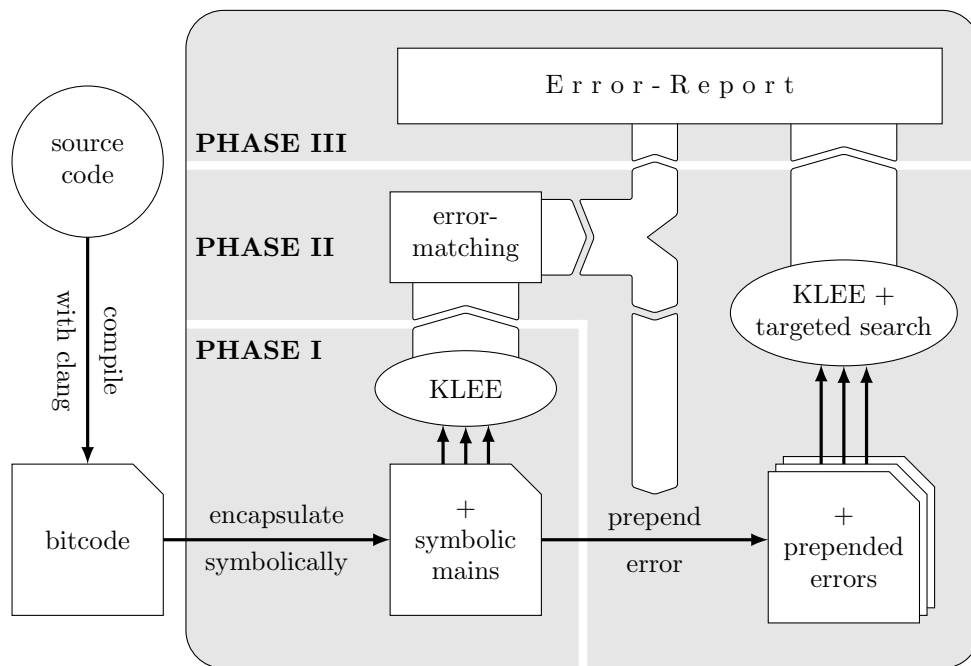 Error-Report
source
code
PHASE III
error-
matching
PHASE II
KLEE +
targeted search
compile
with clang
PHASE I
KLEE
bitcode
encapsulate
symbolically
+
symbolic
mains
prepend
error
+
prepended
errors